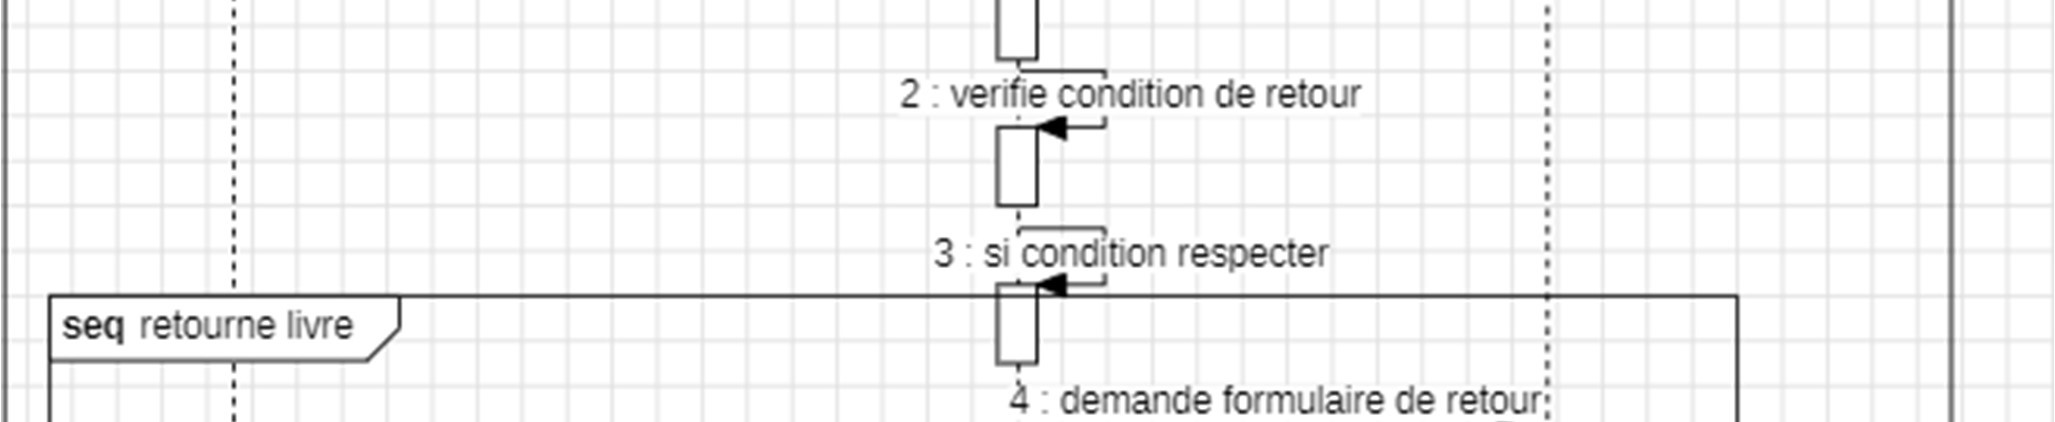 2 : verifie condition de retour
3 : si condition respecter
seq retourne livre
4 : demande formulaire de retour